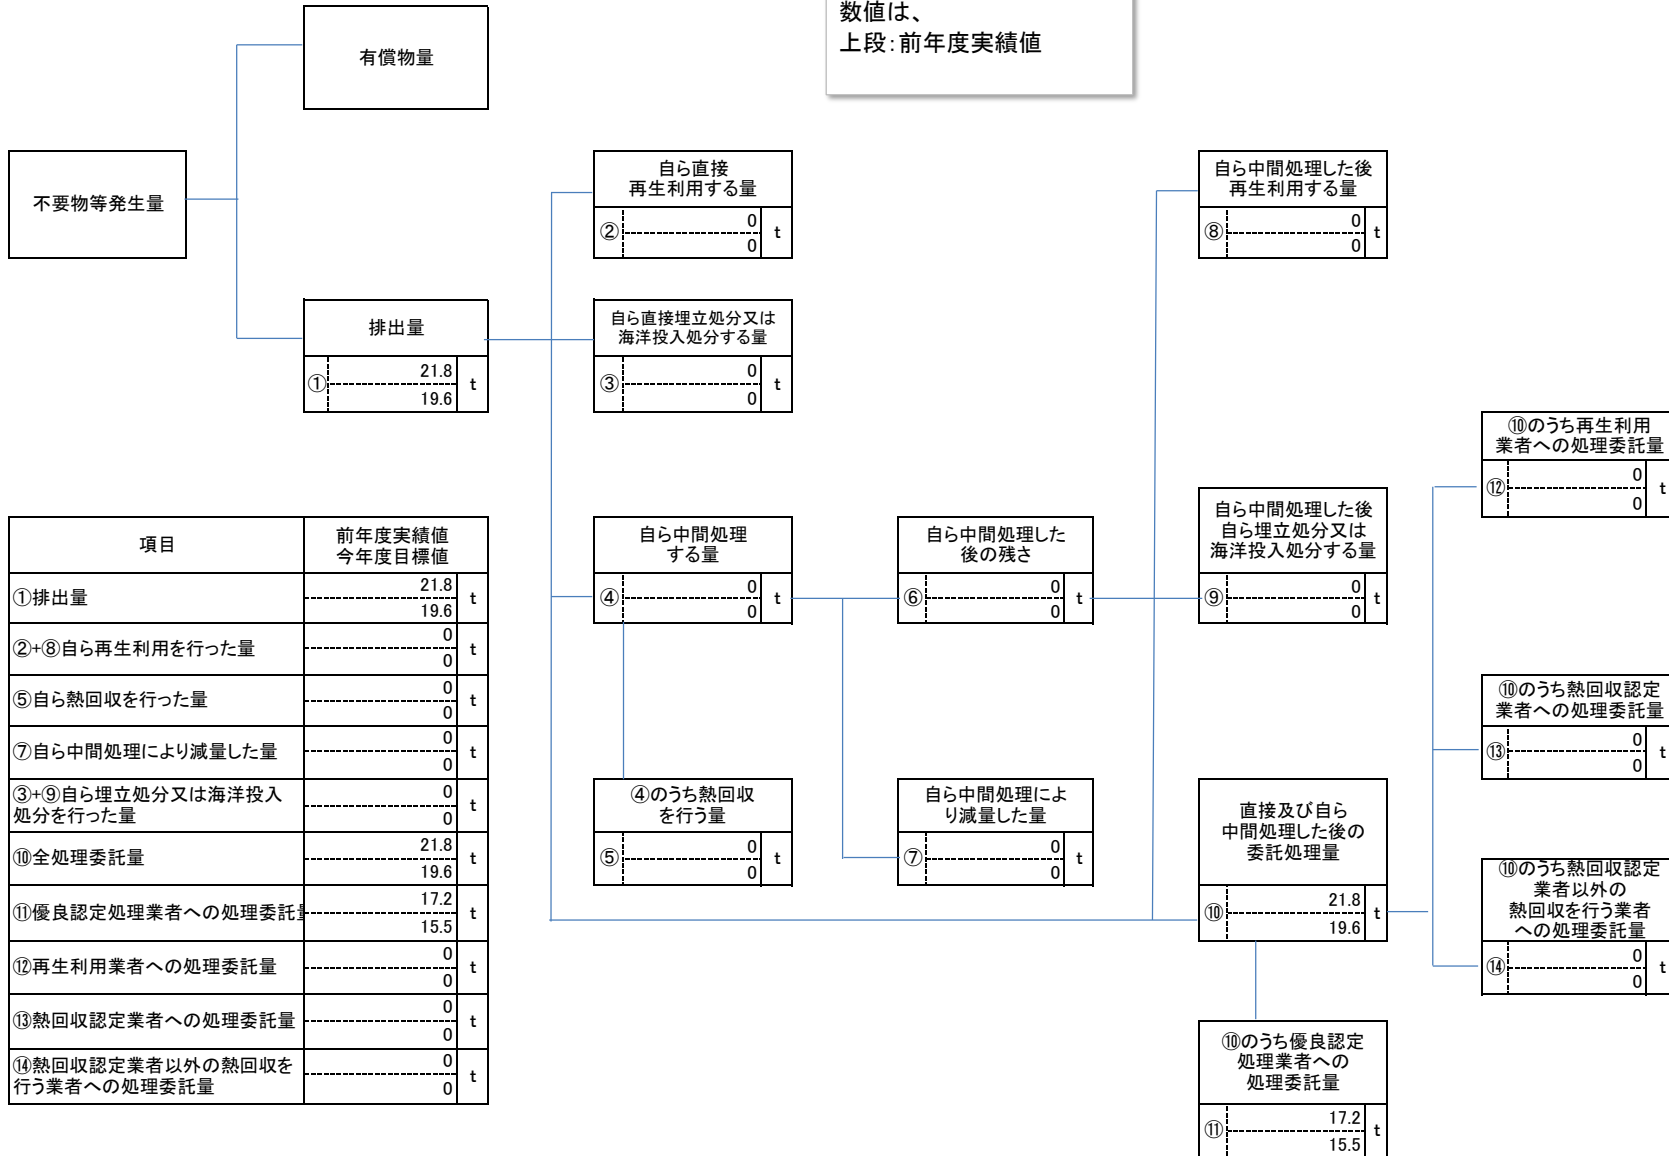 数値は、
上段:前年度実績値
有償物量
不要物等発生量
排出量
①
21.8
19.6
t
自ら直接
再生利用する量
②
0
0
t
自ら直接埋立処分又は
海洋投入処分する量
③
0
0
t
自ら中間処理
する量
④
0
0
t
④のうち熱回収
を行う量
⑤
0
0
t
自ら中間処理した
後の残さ
⑥
0
0
t
自ら中間処理によ
り減量した量
⑦
0
0
t
自ら中間処理した後
再生利用する量
⑧
0
0
t
自ら中間処理した後
自ら埋立処分又は
海洋投入処分する量
⑨
0
0
t
直接及び自ら
中間処理した後の
委託処理量
⑩
21.8
19.6
t
⑩のうち優良認定
処理業者への
処理委託量
⑪
17.2
15.5
t
⑩のうち再生利用
業者への処理委託量
⑫
0
0
t
⑩のうち熱回収認定
業者への処理委託量
⑬
0
0
t
⑩のうち熱回収認定
業者以外の
熱回収を行う業者
への処理委託量
⑭
0
0
t
項目
前年度実績値
今年度目標値
①排出量
21.8
19.6
t
②+⑧自ら再生利用を行った量
0
0
t
⑤自ら熱回収を行った量
0
0
t
⑦自ら中間処理により減量した量
0
0
t
③+⑨自ら埋立処分又は海洋投入
処分を行った量
0
0
t
⑩全処理委託量
21.8
19.6
t
⑪優良認定処理業者への処理委託
17.2
15.5
t
⑫再生利用業者への処理委託量
0
0
t
⑬熱回収認定業者への処理委託量
0
0
t
⑭熱回収認定業者以外の熱回収を
行う業者への処理委託量
0
0
t